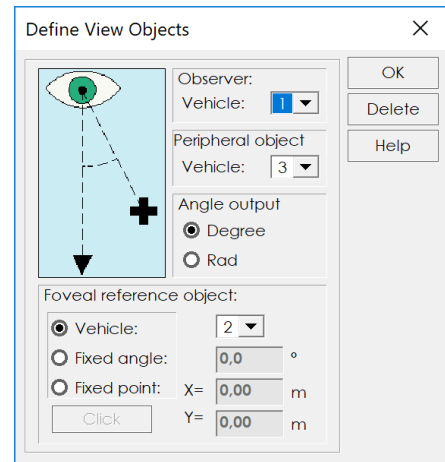 Define View Objects
Observer:
Vehicle: 1
OK
Delete
Help
Peripheral object
Vehicle: 3
Angle output
Degree
Rad
Foveal reference object:
Vehicle: 2
Fixed angle: 0,0 °
Fixed point: X= 0,00 m
Click Y= 0,00 m